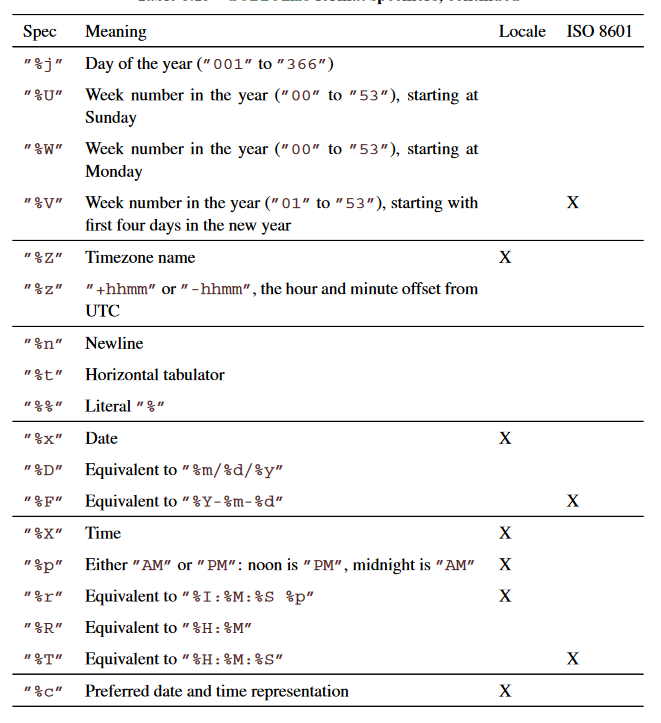 Spec Meaning Locale ISO 8601
"%j" Day of the year ("001" to "366")
"%U" Week number in the year ("00" to "53"), starting at
Sunday
"%W" Week number in the year ("00" to "53"), starting at
Monday
"%V" Week number in the year ("01" to "53"), starting with X
first four days in the new year
"%Z" Timezone name X
"%z" "+hhmm" or "-hhmm", the hour and minute offset from
UTC
"%n" Newline
"%t" Horizontal tabulator
"%%" Literal "%"
"%x" Date X
"%D" Equivalent to "%m/%d/%y"
"%F" Equivalent to "%Y-%m-%d" X
"%X" Time X
"%p" Either "AM" or "PM": noon is "PM", midnight is "AM" X
"%r" Equivalent to "%I:%M:%S %p" X
"%R" Equivalent to "%H:%M"
"%T" Equivalent to "%H:%M:%S" X
"%c" Preferred date and time representation X